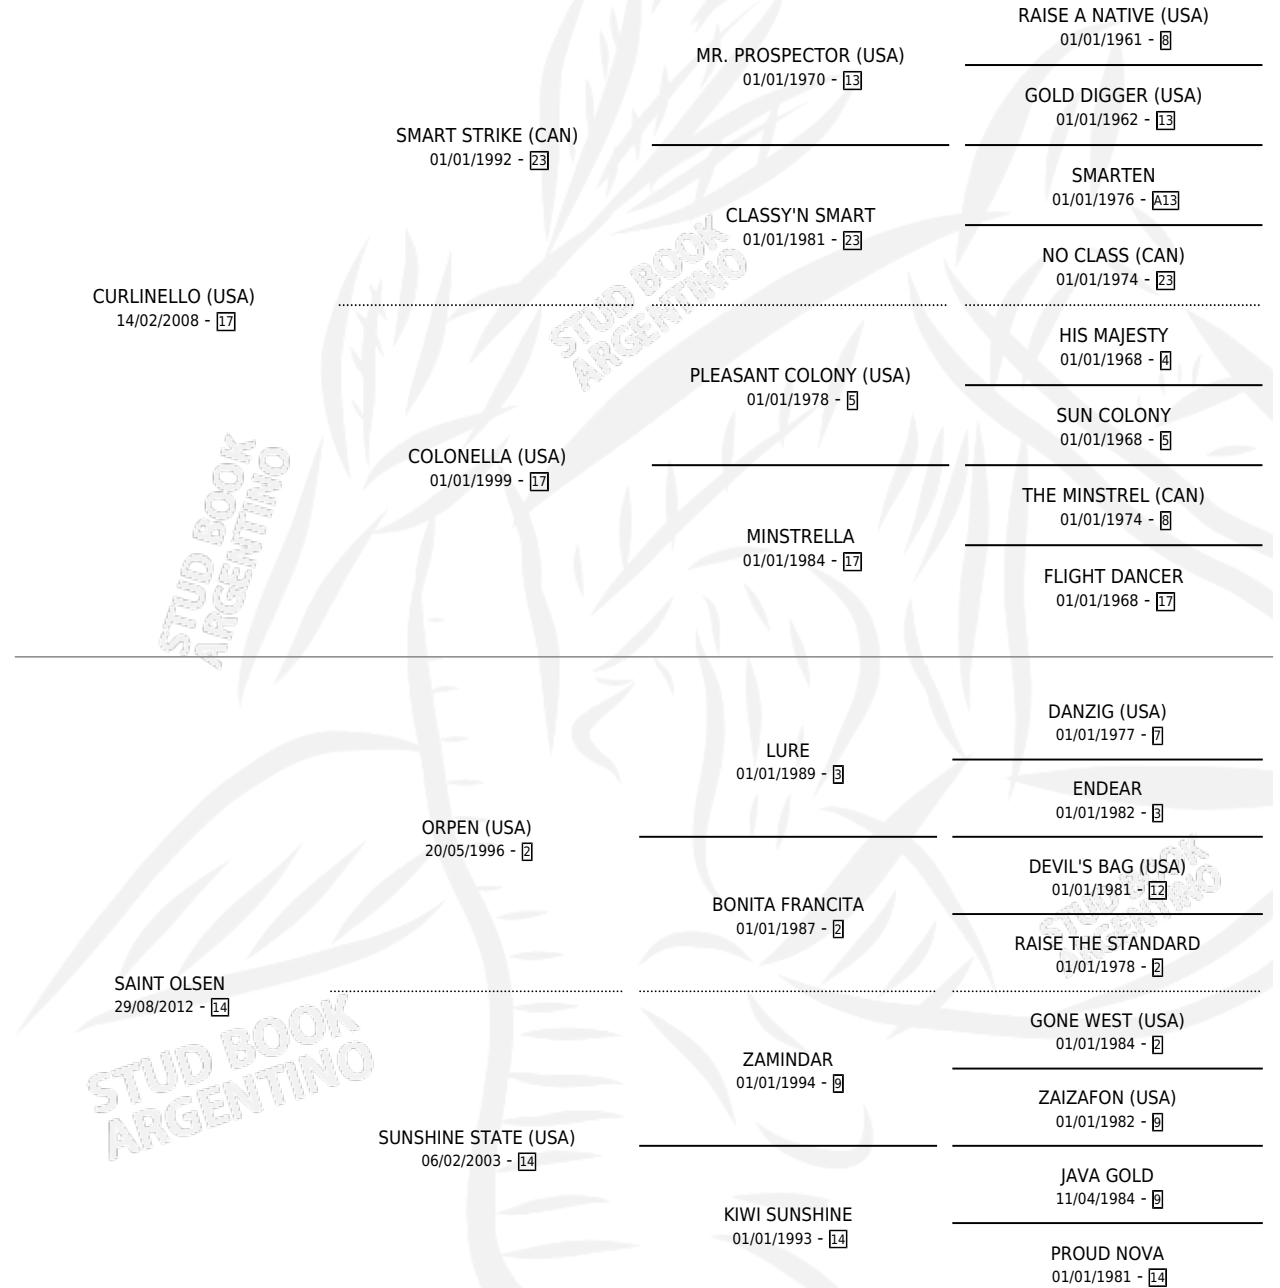 RAISE A NATIVE (USA)
01/01/1961 - 8
MR. PROSPECTOR (USA)
01/01/1970 - 13
GOLD DIGGER (USA)
01/01/1962 - 13
SMART STRIKE (CAN)
01/01/1992 - 23
SMARTEN
01/01/1976 - A13
CLASSY'N SMART
01/01/1981 - 23
NO CLASS (CAN)
01/01/1974 - 23
CURLINELLO (USA)
14/02/2008 - 17
HIS MAJESTY
01/01/1968 - 4
PLEASANT COLONY (USA)
01/01/1978 - 5
SUN COLONY
01/01/1968 - 5
COLONELLA (USA)
01/01/1999 - 17
THE MINSTREL (CAN)
01/01/1974 - 8
MINSTRELLA
01/01/1984 - 17
FLIGHT DANCER
01/01/1968 - 17
STUD BOOK
ARGENTINO
STUD BOOK
ARGENTINO
DANZIG (USA)
01/01/1977 - 7
LURE
01/01/1989 - 3
ENDEAR
01/01/1982 - 3
ORPEN (USA)
20/05/1996 - 2
DEVIL'S BAG (USA)
01/01/1981 - 12
BONITA FRANCITA
01/01/1987 - 2
RAISE THE STANDARD
01/01/1978 - 2
STUD BOOK
ARGENTINO
SAINT OLSEN
29/08/2012 - 14
GONE WEST (USA)
01/01/1984 - 2
ZAMINDAR
01/01/1994 - 9
ZAIZAFON (USA)
01/01/1982 - 9
STUD BOOK
ARGENTINO
SUNSHINE STATE (USA)
06/02/2003 - 14
JAVA GOLD
11/04/1984 - 9
KIWI SUNSHINE
01/01/1993 - 14
PROUD NOVA
01/01/1981 - 14